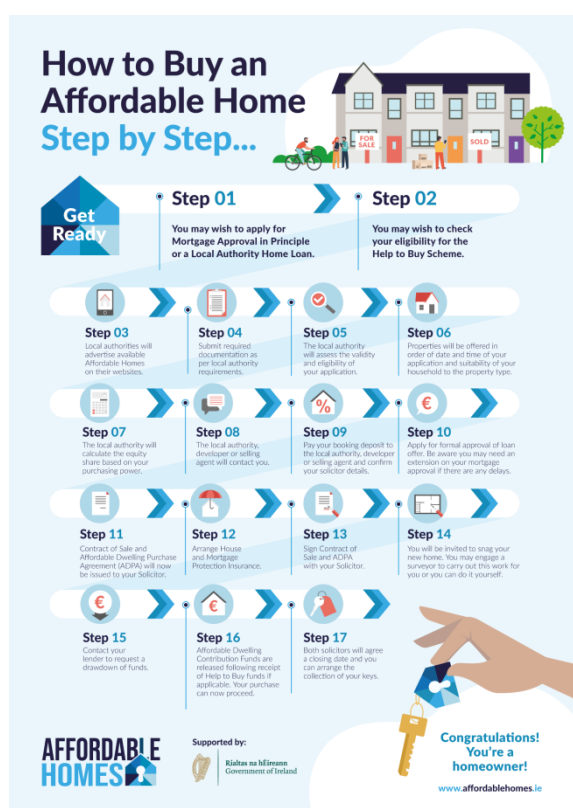 How to Buy an
Affordable Home
Step by Step...
FOR
SALE
SOLD
Get
Ready
Step 01
You may wish to apply for
Mortgage Approval in Principle
or a Local Authority Home Loan.
Step 02
You may wish to check
your eligibility for the
Help to Buy Scheme.
Step 03
Local authorities will
advertise available
Affordable Homes
on their websites.
Step 04
Submit required
documentation as
per local authority
requirements.
Step 05
The local authority
will assess the validity
and eligibility of
your application.
Step 06
Properties will be offered in
order of date and time of your
application and suitability of your
household to the property type.
Step 07
The local authority will
calculate the equity
share based on your
purchasing power.
Step 08
The local authority,
developer or selling
agent will contact you.
%
Step 09
Pay your booking deposit to
the local authority, developer
or selling agent and confirm
your solicitor details.
€
Step 10
Apply for formal approval of loan
offer. Be aware you may need an
extension on your mortgage
approval if there are any delays.
Step 11
Contract of Sale and
Affordable Dwelling Purchase
Agreement (ADPA) will now
be issued to your Solicitor.
Step 12
Arrange House
and Mortgage
Protection Insurance.
Step 13
Sign Contract of
Sale and ADPA
with your Solicitor.
Step 14
You will be invited to snag your
new home. You may engage a
surveyor to carry out this work for
you or you can do it yourself.
€
Step 15
Contact your
lender to request a
drawdown of funds.
€
Step 16
Affordable Dwelling
Contribution Funds are
released following receipt
of Help to Buy funds if
applicable. Your purchase
can now proceed.
Step 17
Both solicitors will agree
a closing date and you
can arrange the
collection of your keys.
AFFORDABLE
HOMES
Supported by:
Rialtas na hÉireann
Government of Ireland
Congratulations!
You're a
homeowner!
www.affordablehomes.ie